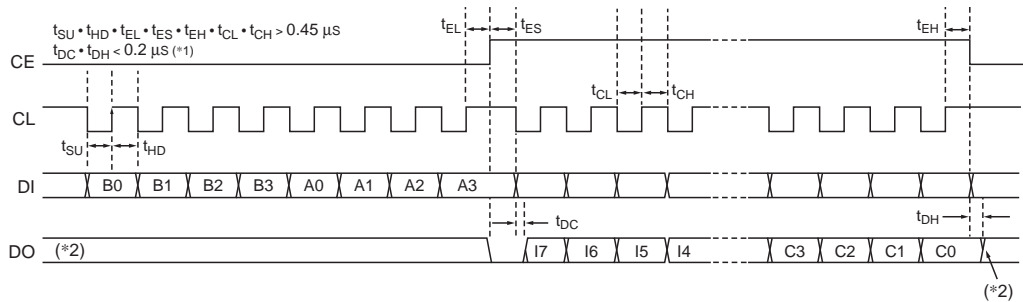 tSU • tHD • tEL • tES • tEH • tCL • tCH > 0.45 µS
tDC • tDH < 0.2 µS (*1)
tEL tES tEH
CE
tCL tCH
CL
tSU tHD
DI B0 B1 B2 B3 A0 A1 A2 A3
tDC tDH
DO (*2) I7 I6 I5 I4 C3 C2 C1 C0
(*2)